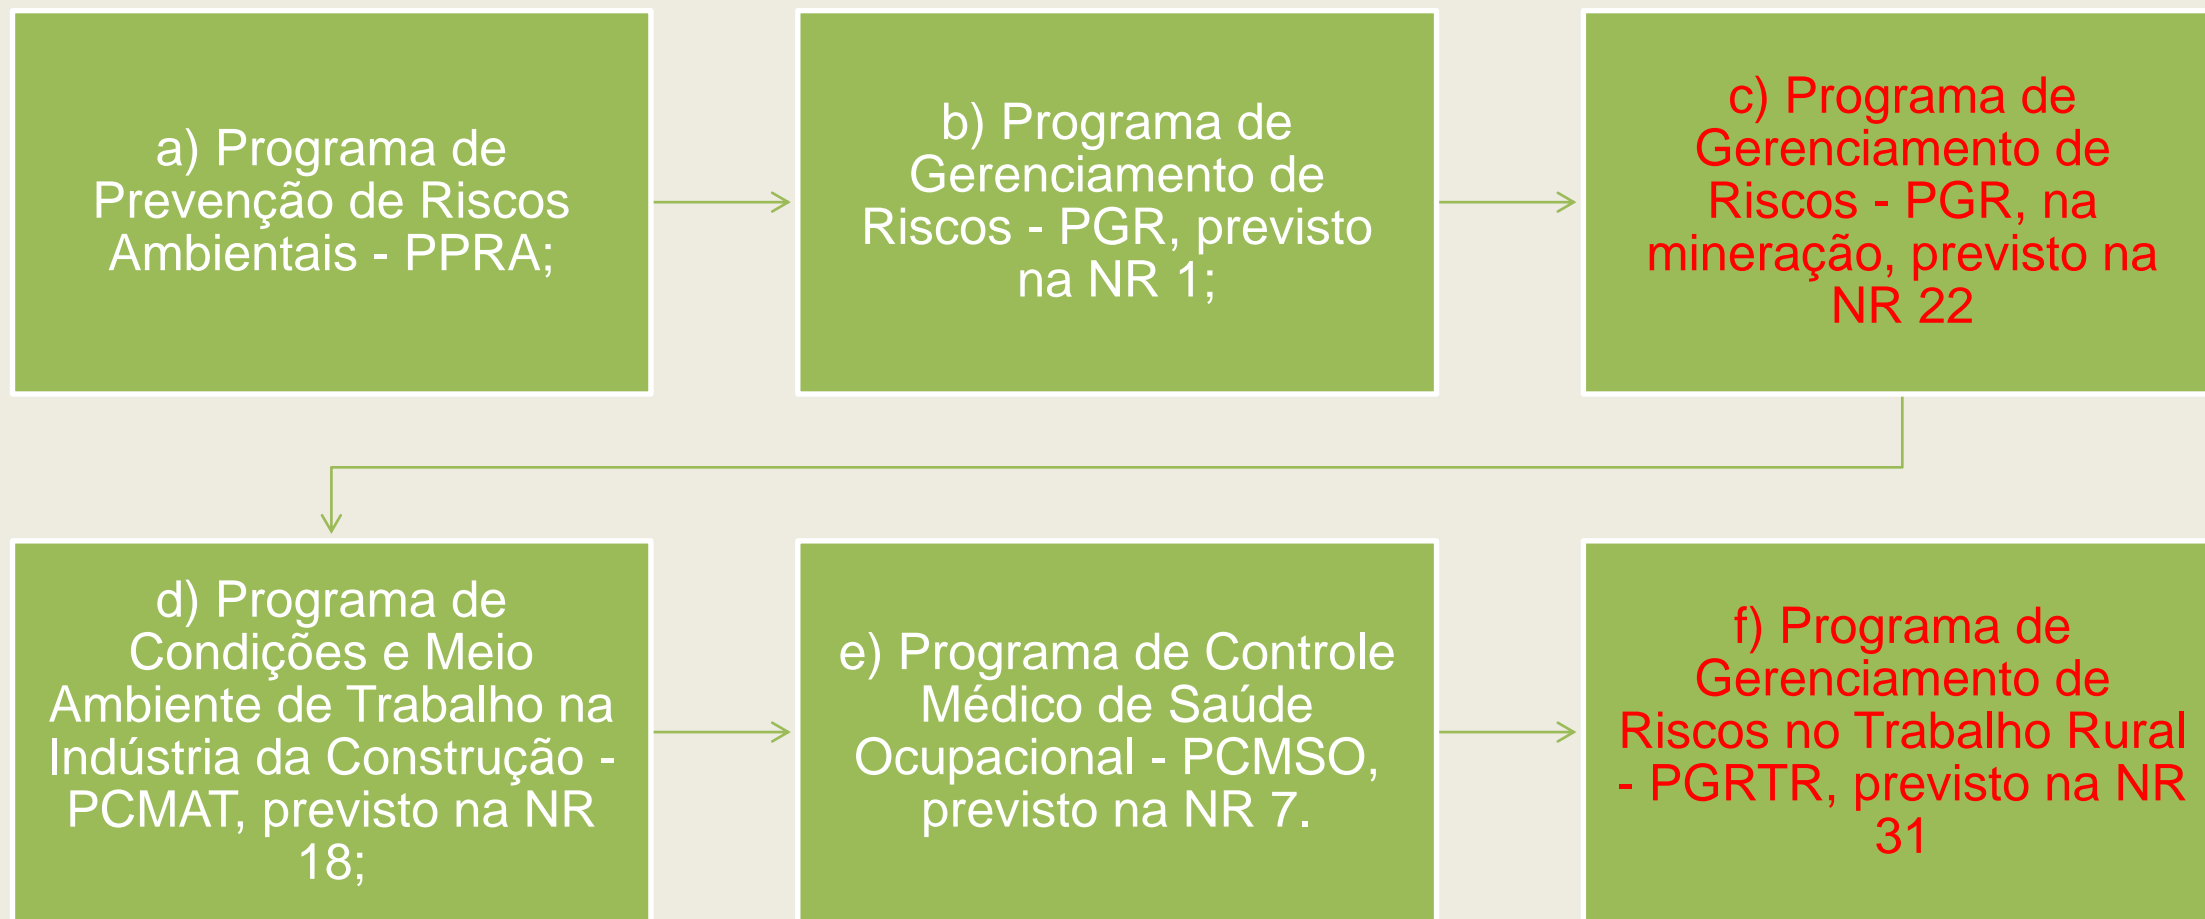 a) Programa de
Prevenção de Riscos
Ambientais - PPRA;
b) Programa de
Gerenciamento de
Riscos - PGR, previsto
na NR 1;
c) Programa de
Gerenciamento de
Riscos - PGR, na
mineração, previsto na
NR 22
d) Programa de
Condições e Meio
Ambiente de Trabalho na
Indústria da Construção -
PCMAT, previsto na NR
18;
e) Programa de Controle
Médico de Saúde
Ocupacional - PCMSO,
previsto na NR 7.
f) Programa de
Gerenciamento de
Riscos no Trabalho Rural
- PGRTR, previsto na NR
31